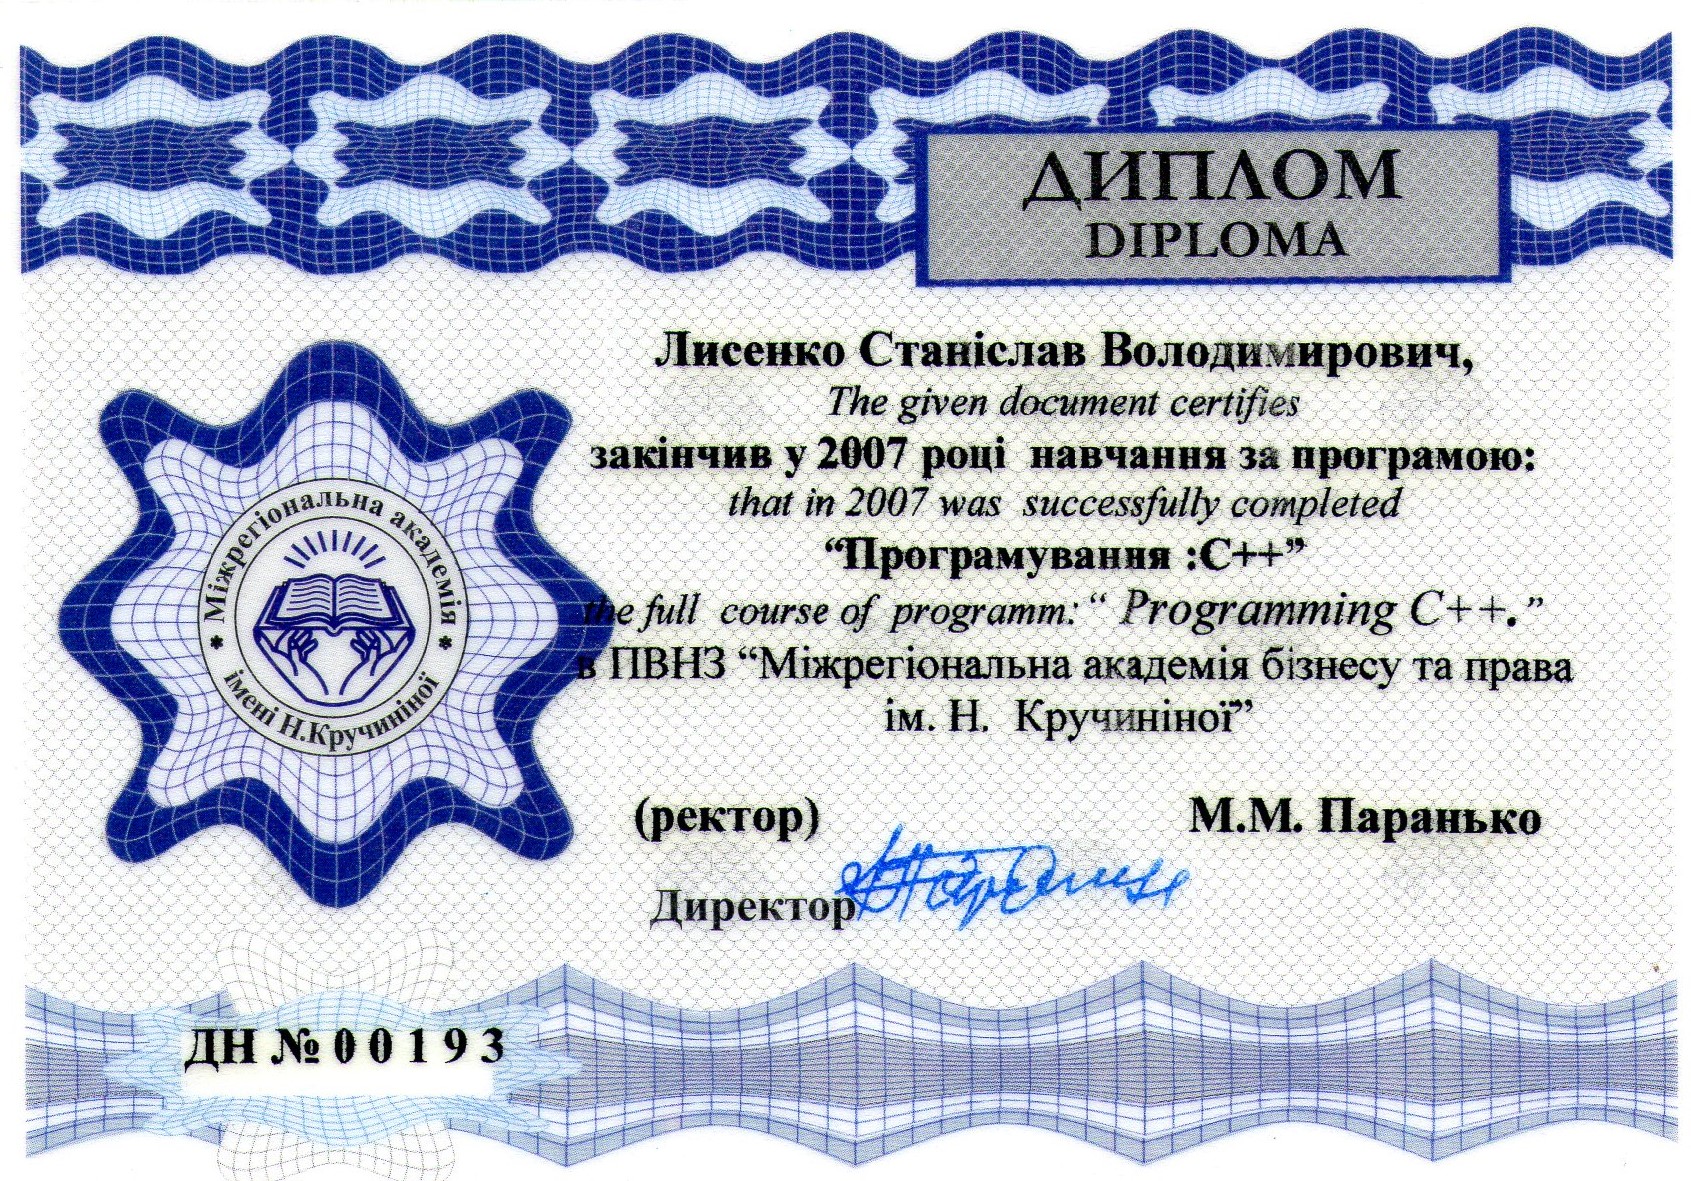 ДИПЛОМ
DIPLOMA
Лисенко Станіслав Володимирович,
The given document certifies
закінчив у 2007 році навчання за програмою:
that in 2007 was successfully completed
“Програмування :С++”
the full course of programm: “ Programming C++.”
в ПВНЗ “Міжрегіональна академія бізнесу та права
ім. Н. Кручиніної”
Міжрегіональна академія
імені Н.Кручиніної
(ректор) М.М. Паранько
Директор
ДН № 0 0 1 9 3